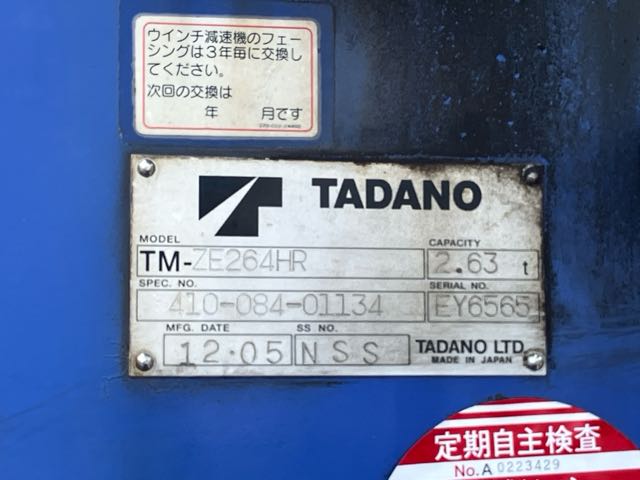 ウインチ減速機のフェー
シングは3年毎に交換し
てください。
次回の交換は
年 月です
TADANO
MODEL
TM-ZE264HR
CAPACITY
2.63 t
SPEC. NO.
410-084-01134
SERIAL NO.
EY6565
MFG. DATE
12・05
SS NO.
NSS
TADANO LTD.
MADE IN JAPAN
定期自主検査
No.A 0223429